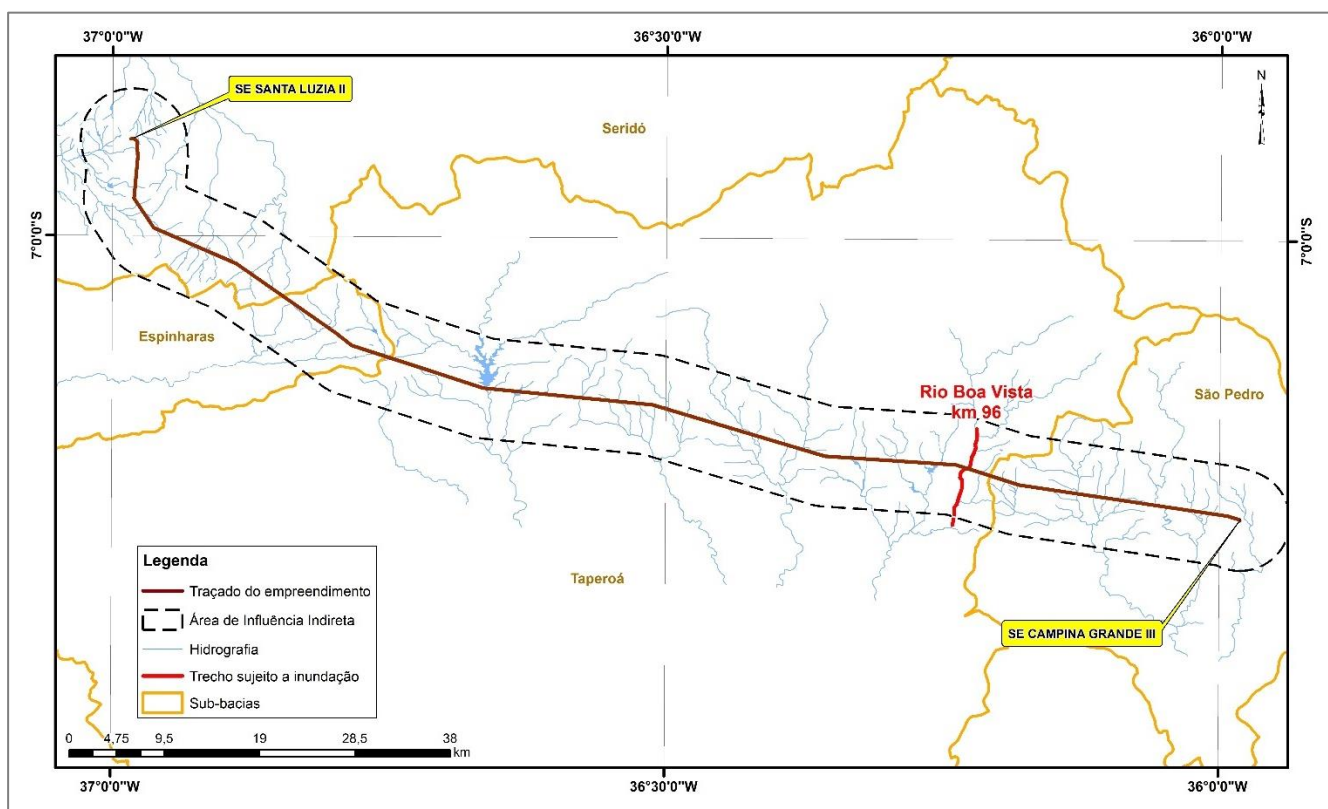 37°0'0"W
36°30'0"W
36°0'0"W
SE SANTA LUZIA II
N
Seridó
7°0'0"S
7°0'0"S
Espinharas
Rio Boa Vista
km 96
São Pedro
Legenda
Traçado do empreendimento
Área de Influência Indireta
Hidrografia
Trecho sujeito a inundação
Sub-bacias
Taperoá
SE CAMPINA GRANDE III
0 4,75 9,5 19 28,5 38
km
37°0'0"W
36°30'0"W
36°0'0"W